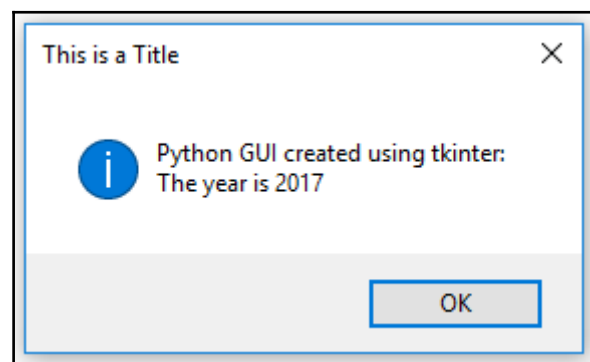 This is a Title
Python GUI created using tkinter:
The year is 2017
OK